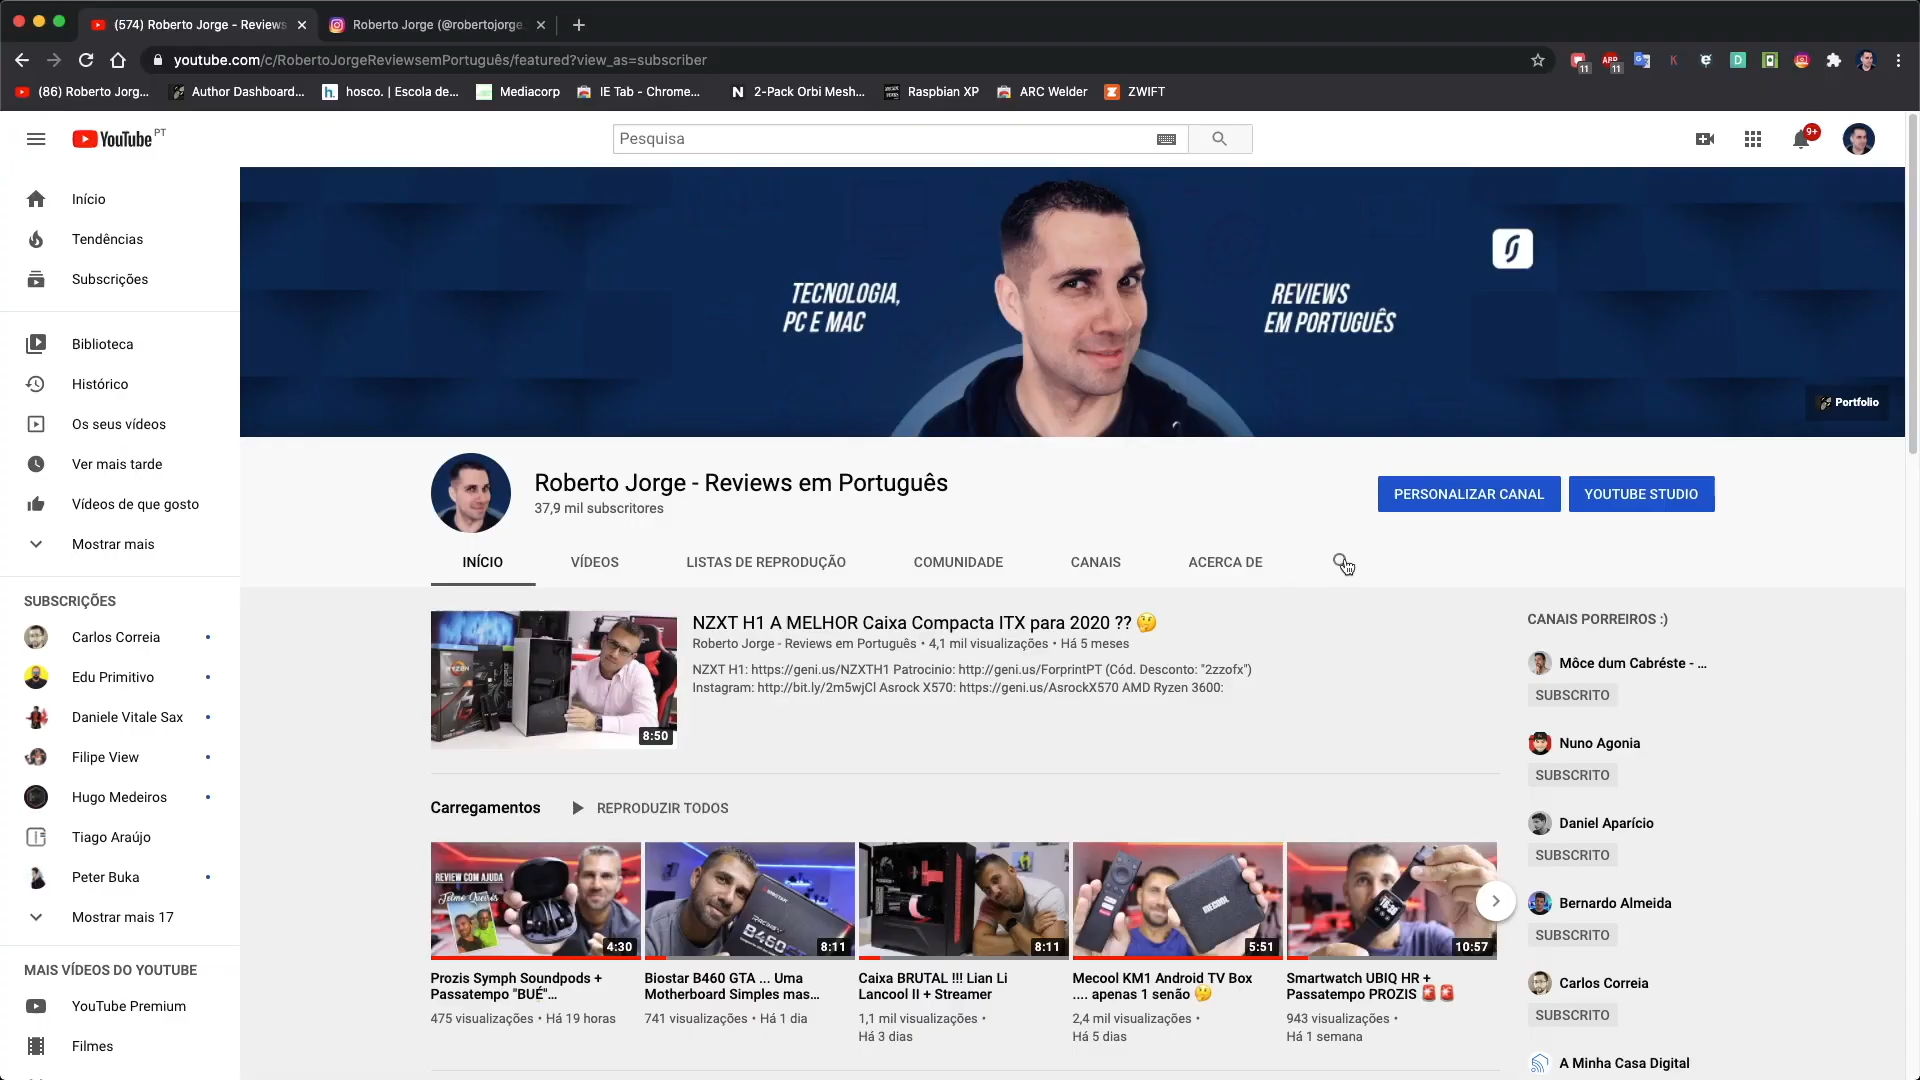 (574) Roberto Jorge - Reviews
Roberto Jorge (@robertojorge_
youtube.com/c/RobertoJorgeReviewsemPortuguês/featured?view_as=subscriber
11
ABP
11
K
D
(86) Roberto Jorg...
Author Dashboard...
h. hosco. | Escola de...
Mediacorp
IE Tab - Chrome...
N 2-Pack Orbi Mesh...
Raspbian XP
ARC Welder
Z ZWIFT
YouTube PT
Pesquisa
9+
Início
Tendências
Subscrições
Biblioteca
Histórico
Os seus vídeos
Ver mais tarde
Vídeos de que gosto
Mostrar mais
SUBSCRIÇÕES
Carlos Correia
Edu Primitivo
Daniele Vitale Sax
Filipe View
Hugo Medeiros
Tiago Araújo
Peter Buka
Mostrar mais 17
MAIS VÍDEOS DO YOUTUBE
YouTube Premium
Filmes
TECNOLOGIA,
PC E MAC
REVIEWS
EM PORTUGUÊS
Portfolio
Roberto Jorge - Reviews em Português
37,9 mil subscritores
PERSONALIZAR CANAL
YOUTUBE STUDIO
INÍCIO
VÍDEOS
LISTAS DE REPRODUÇÃO
COMUNIDADE
CANAIS
ACERCA DE
RYZEN
8:50
NZXT H1 A MELHOR Caixa Compacta ITX para 2020 ?? 🤔
Roberto Jorge - Reviews em Português • 4,1 mil visualizações • Há 5 meses
NZXT H1: https://geni.us/NZXTH1 Patrocinio: http://geni.us/ForprintPT (Cód. Desconto: "2zzofx")
Instagram: http://bit.ly/2m5wjCl Asrock X570: https://geni.us/AsrockX570 AMD Ryzen 3600:
Carregamentos
REPRODUZIR TODOS
REVIEW COM AJUDA
Telmo Queirós
4:30
Prozis Symph Soundpods +
Passatempo "BUÉ"...
475 visualizações • Há 19 horas
BIOSTAR
RACING
B460GTA
8:11
Biostar B460 GTA ... Uma
Motherboard Simples mas...
741 visualizações • Há 1 dia
8:11
Caixa BRUTAL !!! Lian Li
Lancool II + Streamer
1,1 mil visualizações •
Há 3 dias
MECOOL
5:51
Mecool KM1 Android TV Box
.... apenas 1 senão 🤔
2,4 mil visualizações •
Há 5 dias
10:57
Smartwatch UBIQ HR +
Passatempo PROZIS 🚨🚨
943 visualizações •
Há 1 semana
CANAIS PORREIROS :)
Môce dum Cabréste - ...
SUBSCRITO
Nuno Agonia
SUBSCRITO
Daniel Aparício
SUBSCRITO
Bernardo Almeida
SUBSCRITO
Carlos Correia
SUBSCRITO
A Minha Casa Digital